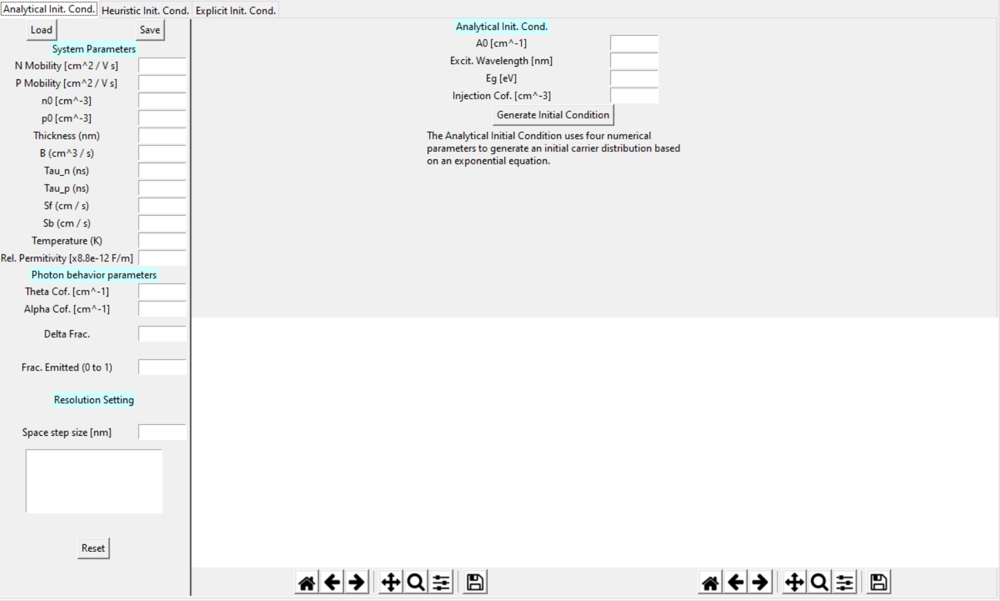 Analytical Init. Cond. Heuristic Init. Cond. Explicit Init. Cond.
Load Save
System Parameters
N Mobility [cm^2 / V s]
P Mobility [cm^2 / V s]
n0 [cm^-3]
p0 [cm^-3]
Thickness (nm)
B (cm^3 / s)
Tau_n (ns)
Tau_p (ns)
Sf (cm / s)
Sb (cm / s)
Temperature (K)
Rel. Permitivity [x8.8e-12 F/m]
Photon behavior parameters
Theta Cof. [cm^-1]
Alpha Cof. [cm^-1]
Delta Frac.
Frac. Emitted (0 to 1)
Resolution Setting
Space step size [nm]
Reset
Analytical Init. Cond.
A0 [cm^-1]
Excit. Wavelength [nm]
Eg [eV]
Injection Cof. [cm^-3]
Generate Initial Condition
The Analytical Initial Condition uses four numerical
parameters to generate an initial carrier distribution based
on an exponential equation.